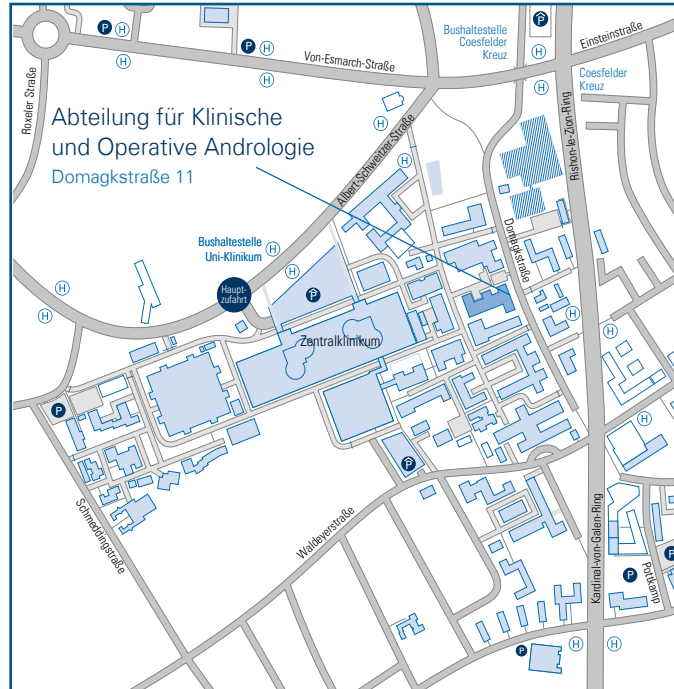 P
H
P
H
P
H
H
Bushaltestelle
Coesfelder
Kreuz
P
H
H
Einsteinstraße
Von-Esmarch-Straße
Coesfelder
Kreuz
H
H
Roxeler Straße
Rishon-le-Zion-Ring
Abteilung für Klinische
und Operative Andrologie
Domagkstraße 11
Albert-Schweitzer-Straße
H
H
Domagkstraße
Bushaltestelle
Uni-Klinikum
H
H
H
H
Haupt-
zufahrt
P
Zentralklinikum
H
H
P
P
H
Schmeddingstraße
Waldeyerstraße
Kardinal-von-Galen-Ring
Pottkamp
P
P
P
H
H